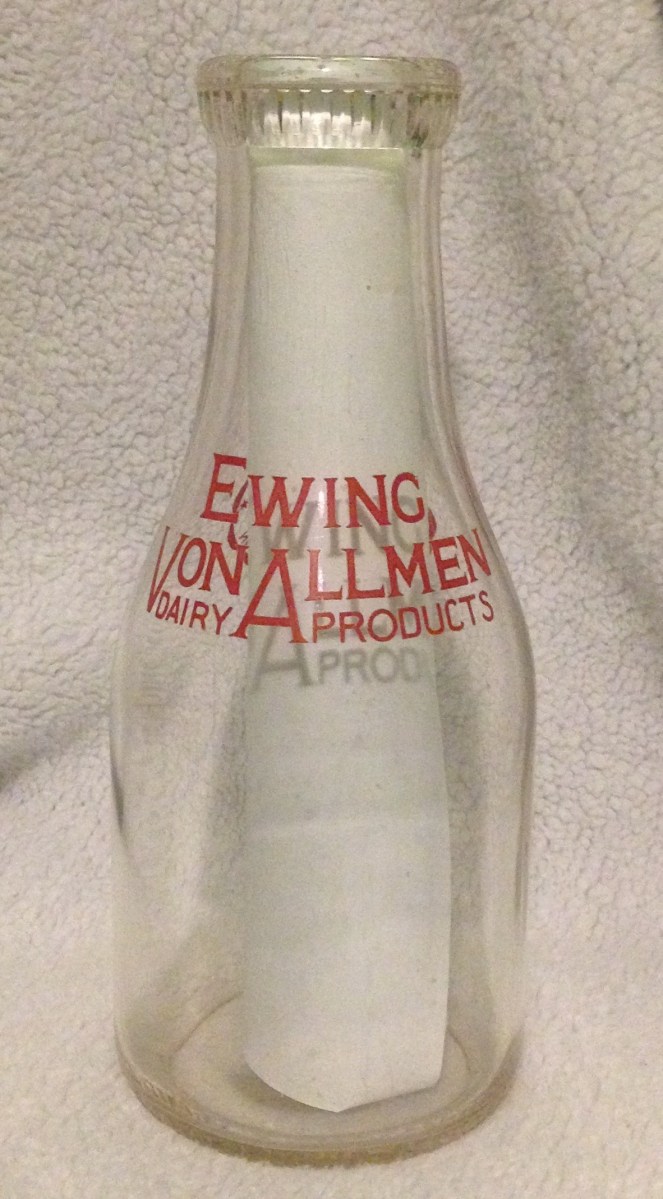 EWING,
VON ALLMEN
DAIRY PRODUCTS